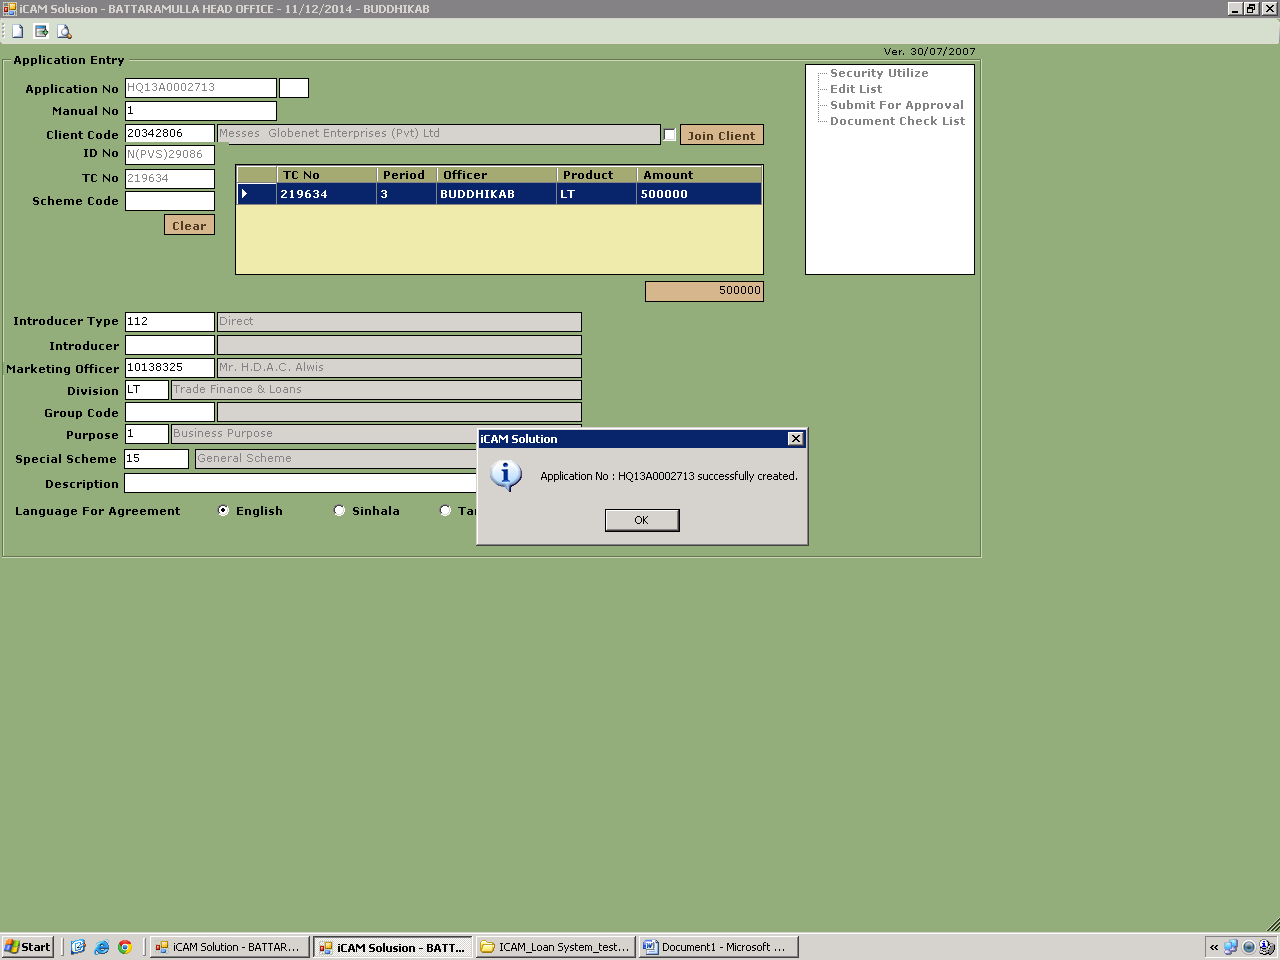 iCAM Solusion - BATTARAMULLA HEAD OFFICE - 11/12/2014 - BUDDHIKAB
Ver. 30/07/2007
Application Entry
Application No HQ13A0002713
Manual No 1
Client Code 20342806 Messes Globenet Enterprises (Pvt) Ltd Join Client
ID No N(PVS)29086
TC No 219634
Scheme Code
Clear
TC No Period Officer Product Amount
219634 3 BUDDHIKAB LT 500000
500000
Security Utilize
Edit List
Submit For Approval
Document Check List
Introducer Type 112 Direct
Introducer
Marketing Officer 10138325 Mr. H.D.A.C. Alwis
Division LT Trade Finance & Loans
Group Code
Purpose 1 Business Purpose
Special Scheme 15 General Scheme
Description
Language For Agreement English Sinhala Ta
iCAM Solution
Application No : HQ13A0002713 successfully created.
OK
Start iCAM Solution - BATTAR... iCAM Solusion - BATT... ICAM_Loan System_test... Document1 - Microsoft ... «